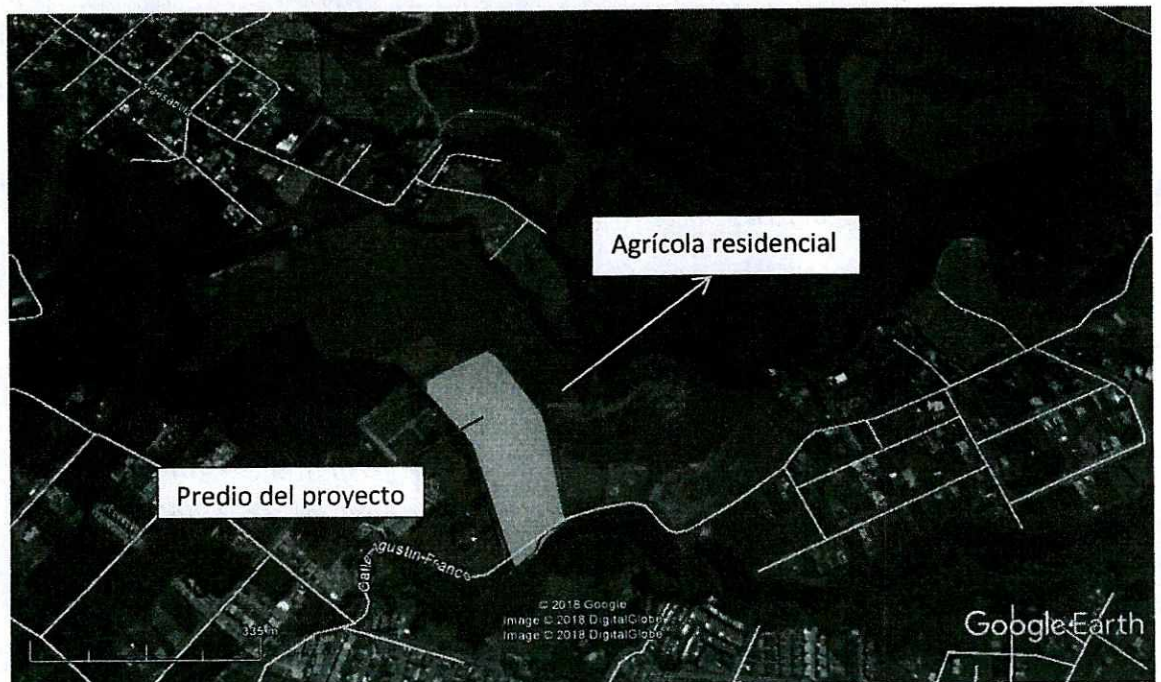 Agrícola residencial
Predio del proyecto
Calle Agustin-Franco
335 m
© 2018 Google
Image © 2018 DigitalGlobe
Image © 2018 DigitalGlobe
Google Earth